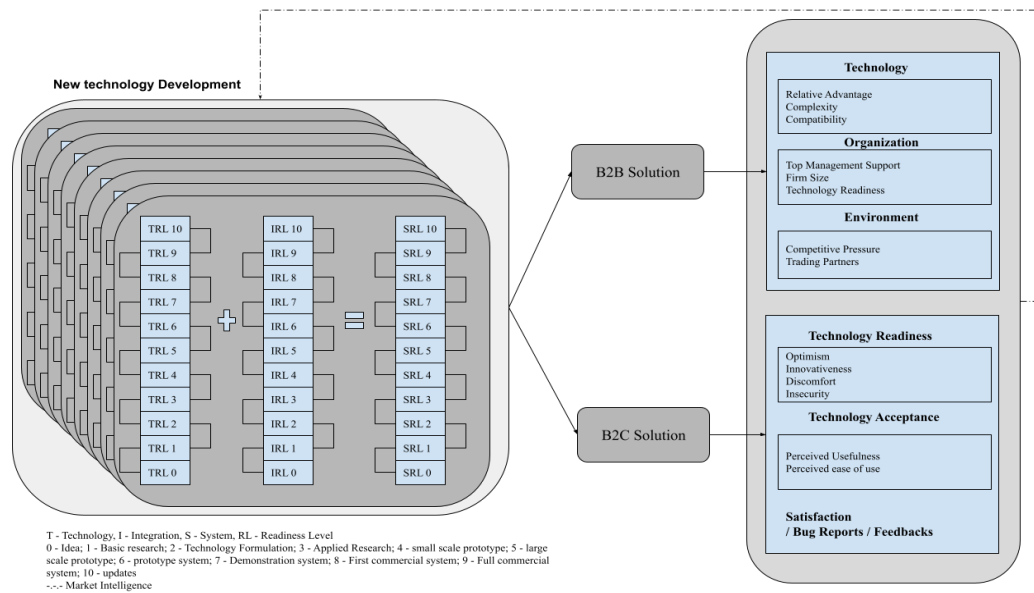 New technology Development
TRL 10
TRL 9
TRL 8
TRL 7
TRL 6
TRL 5
TRL 4
TRL 3
TRL 2
TRL 1
TRL 0
+
IRL 10
IRL 9
IRL 8
IRL 7
IRL 6
IRL 5
IRL 4
IRL 3
IRL 2
IRL 1
IRL 0
=
SRL 10
SRL 9
SRL 8
SRL 7
SRL 6
SRL 5
SRL 4
SRL 3
SRL 2
SRL 1
SRL 0
B2B Solution
B2C Solution
Technology
Relative Advantage
Complexity
Compatibility
Organization
Top Management Support
Firm Size
Technology Readiness
Environment
Competitive Pressure
Trading Partners
Technology Readiness
Optimism
Innovativeness
Discomfort
Insecurity
Technology Acceptance
Perceived Usefulness
Perceived ease of use
Satisfaction
/ Bug Reports / Feedbacks
T - Technology, I - Integration, S - System, RL - Readiness Level
0 - Idea; 1 - Basic research; 2 - Technology Formulation; 3 - Applied Research; 4 - small scale prototype; 5 - large
scale prototype; 6 - prototype system; 7 - Demonstration system; 8 - First commercial system; 9 - Full commercial
system; 10 - updates
-.-.- Market Intelligence